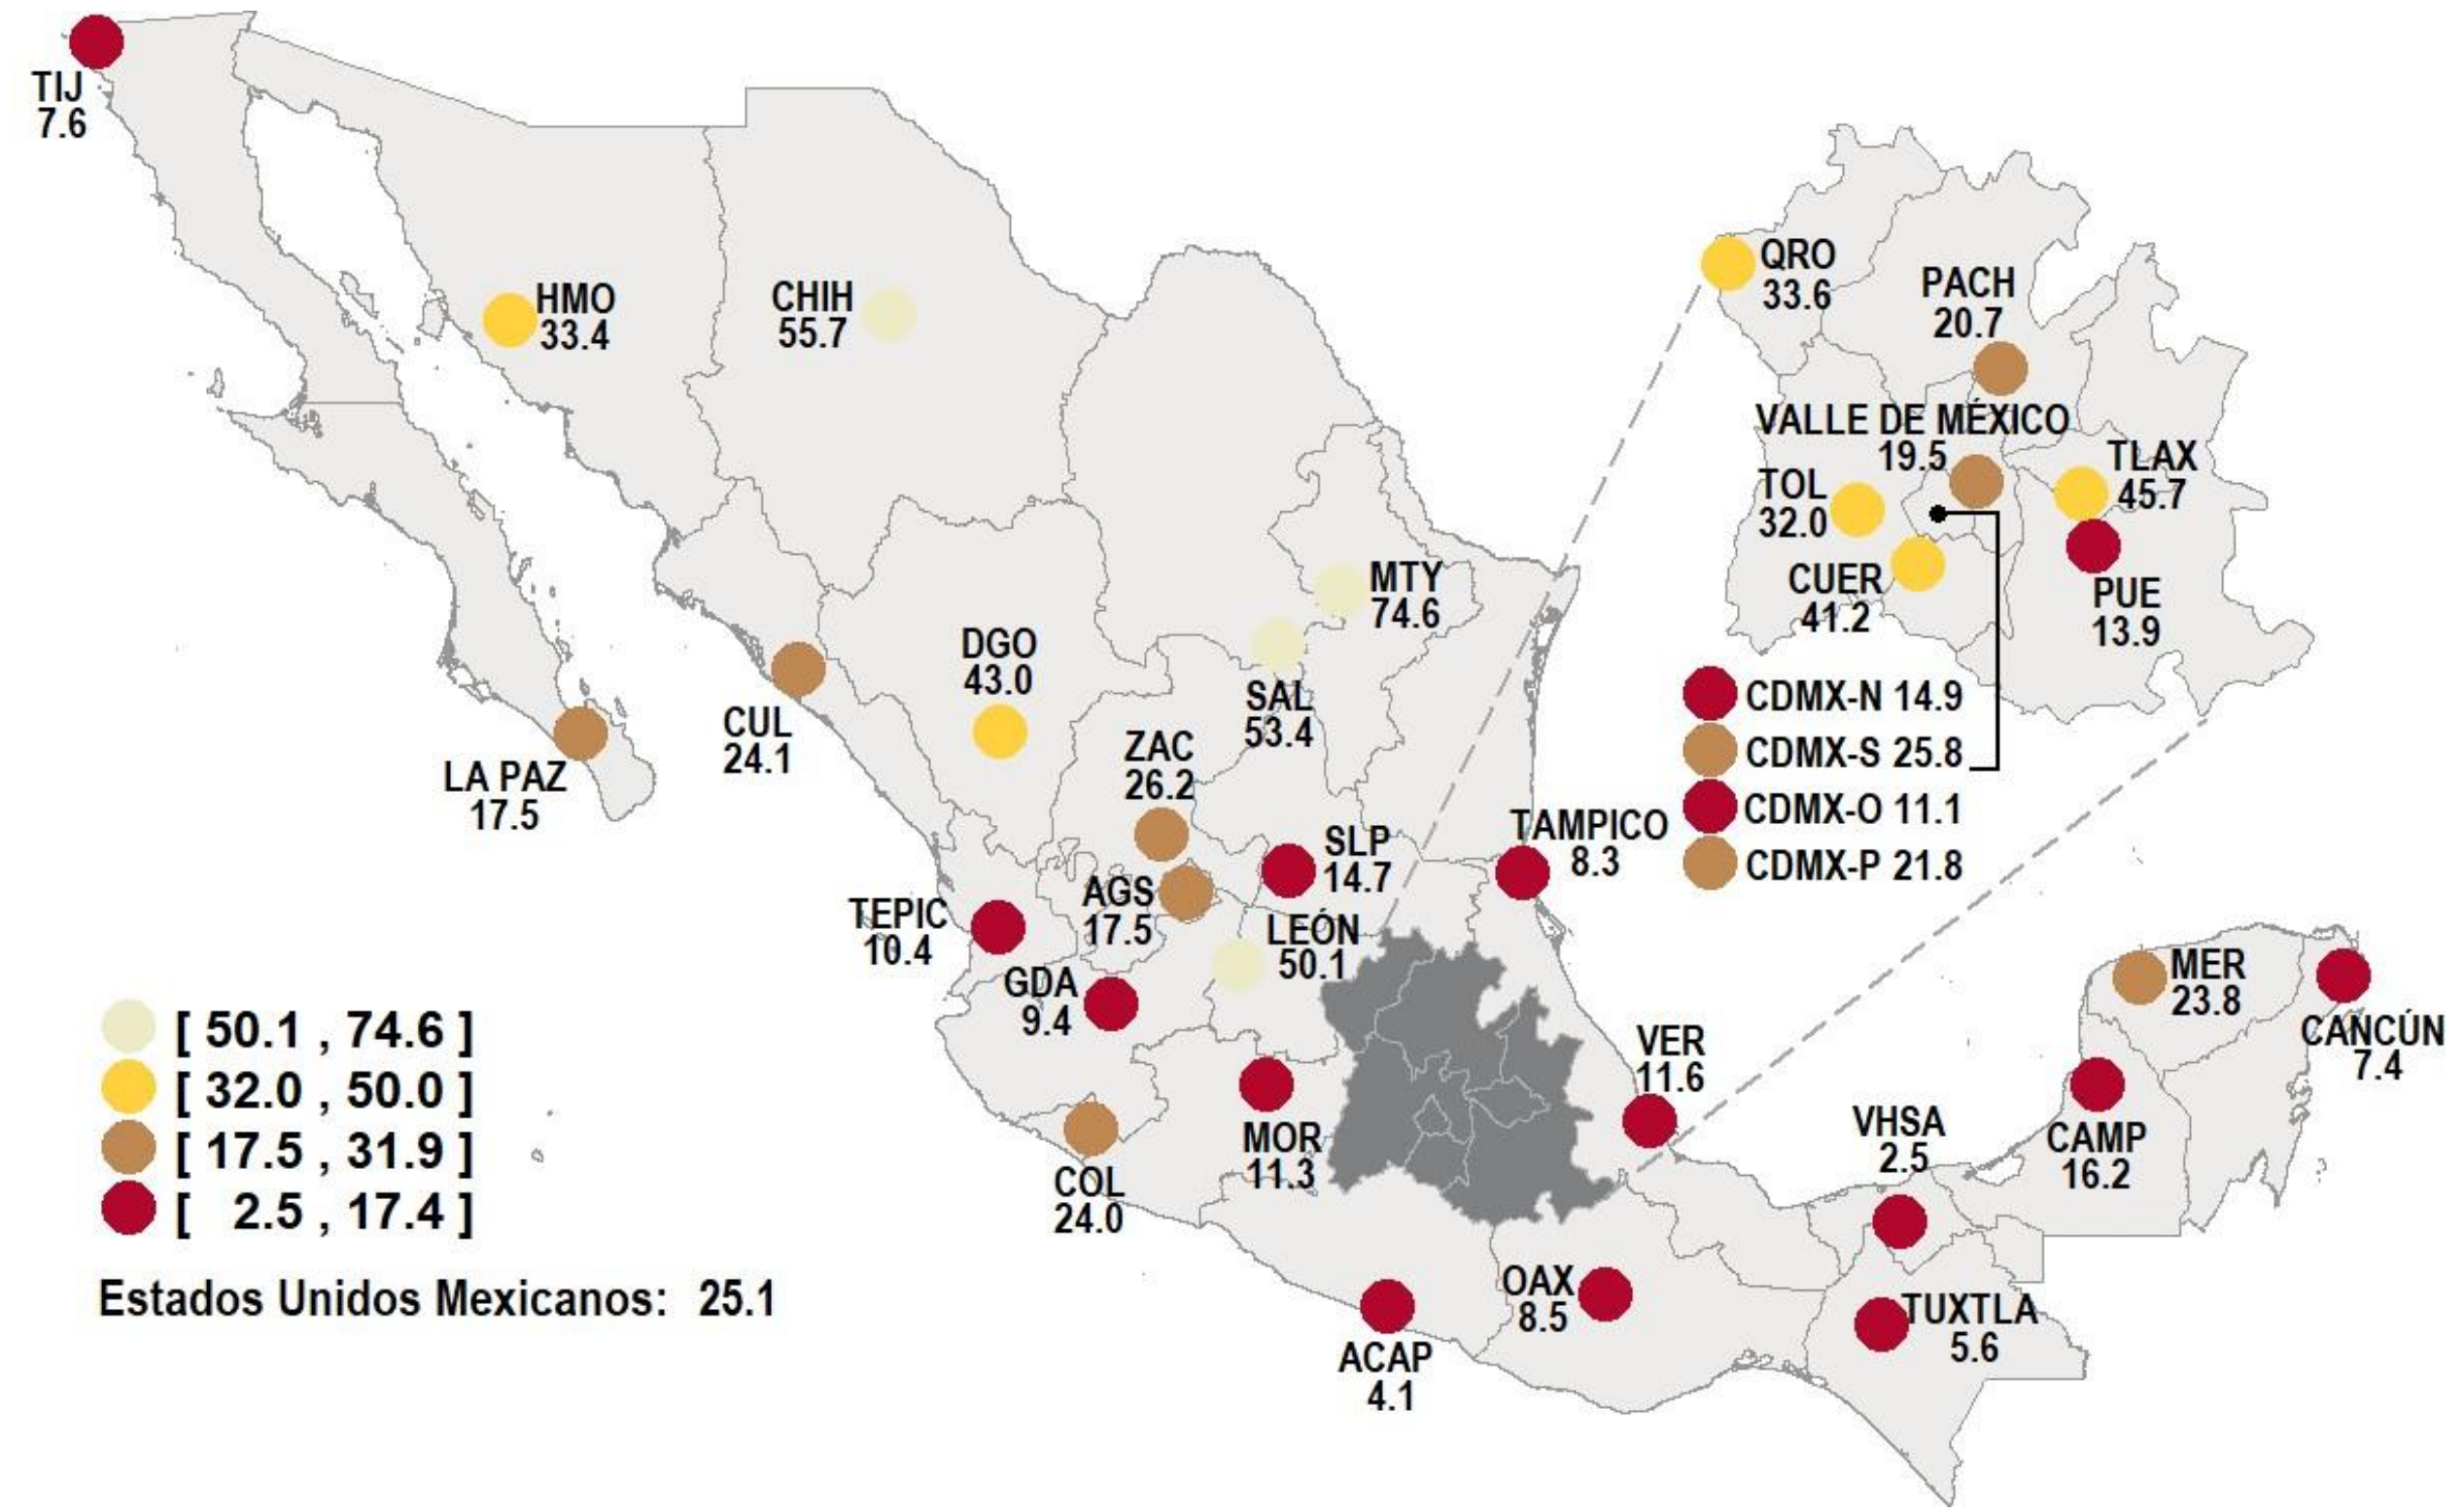 TIJ
7.6
HMO
33.4
CHIH
55.7
QRO
33.6
PACH
20.7
VALLE DE MÉXICO
19.5
TLAX
45.7
TOL
32.0
CUER
41.2
PUE
13.9
MTY
74.6
SAL
53.4
DGO
43.0
CUL
24.1
LA PAZ
17.5
ZAC
26.2
CDMX-N 14.9
CDMX-S 25.8
CDMX-O 11.1
CDMX-P 21.8
SLP
14.7
TAMPICO
8.3
AGS
17.5
TEPIC
10.4
LEÓN
50.1
GDA
9.4
MER
23.8
CANCÚN
7.4
VER
11.6
MOR
11.3
COL
24.0
VHSA
2.5
CAMP
16.2
OAX
8.5
TUXTLA
5.6
ACAP
4.1
[ 50.1 , 74.6 ]
[ 32.0 , 50.0 ]
[ 17.5 , 31.9 ]
[ 2.5 , 17.4 ]
Estados Unidos Mexicanos: 25.1